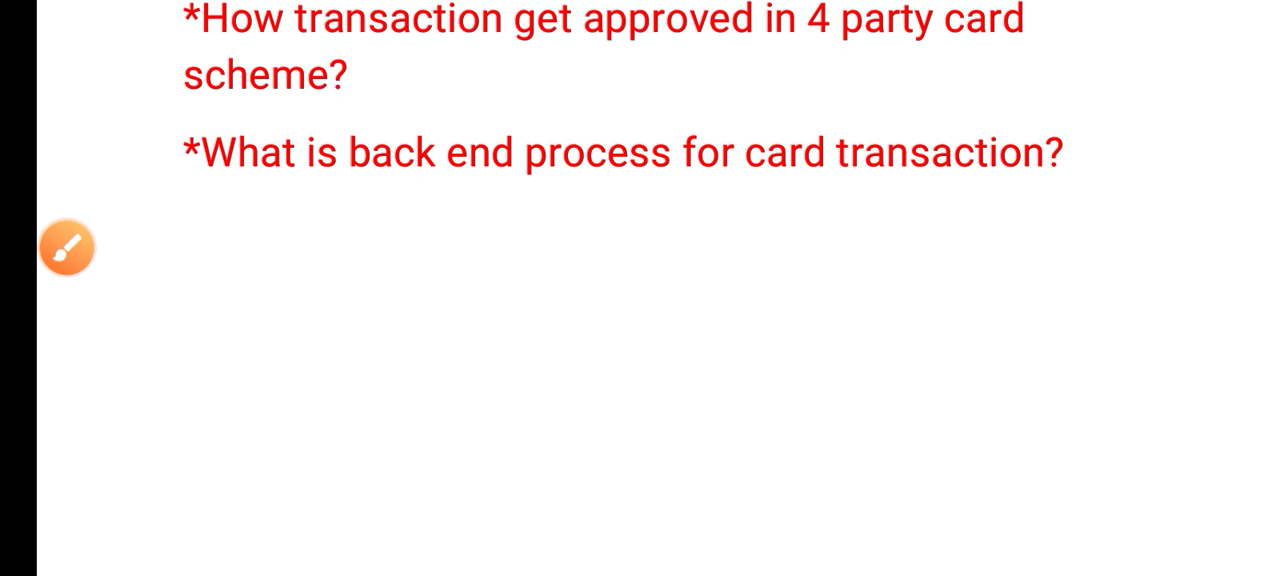 *How transaction get approved in 4 party card
scheme?
*What is back end process for card transaction?